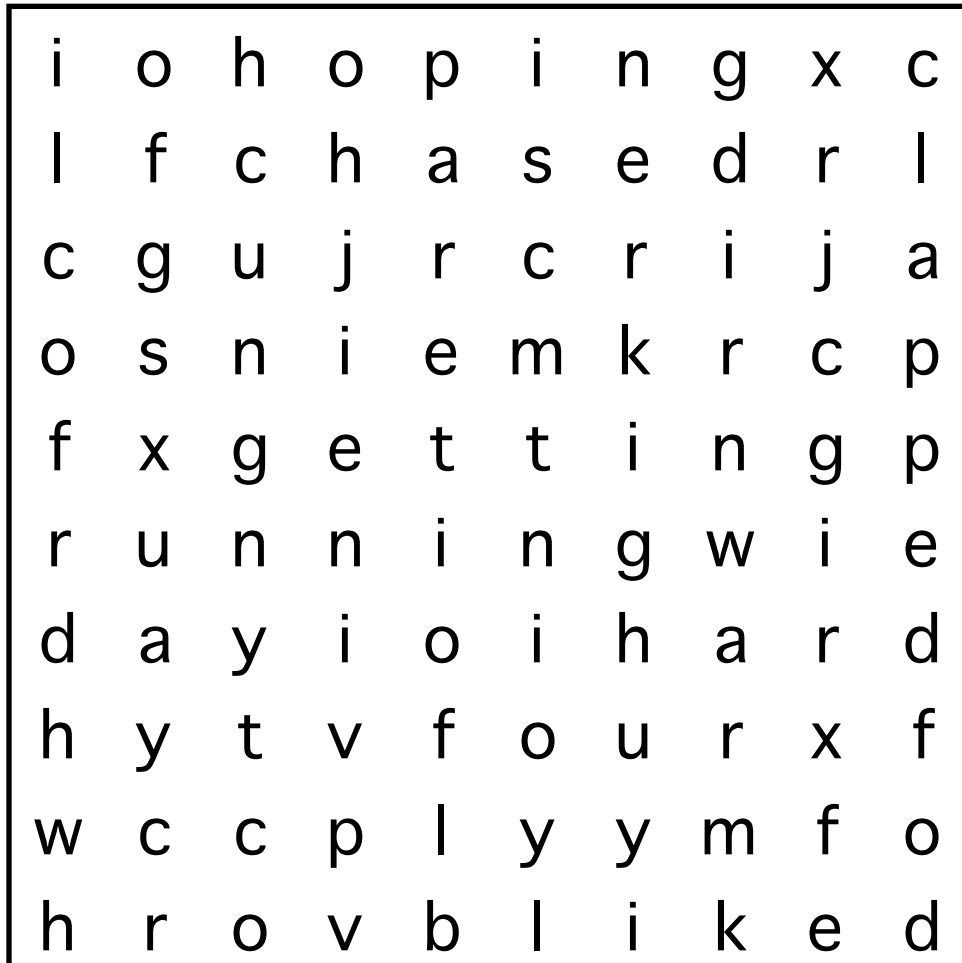 i o h o p i n g x c
l f c h a s e d r l
c g u j r c r i j a
o s n i e m k r c p
f x g e t t i n g p
r u n n i n g w i e
d a y i o i h a r d
h y t v f o u r x f
w c c p l y y m f o
h r o v b l i k e d